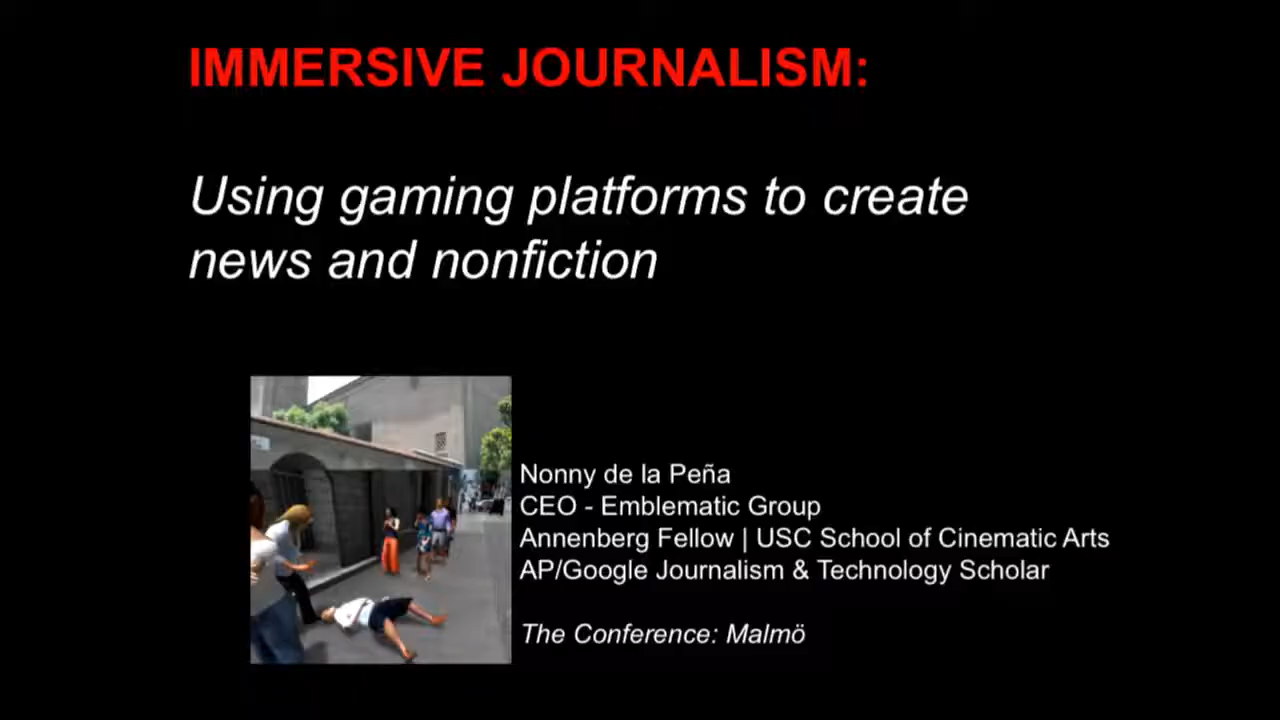 IMMERSIVE JOURNALISM:
Using gaming platforms to create
news and nonfiction
Nonny de la Peña
CEO - Emblematic Group
Annenberg Fellow | USC School of Cinematic Arts
AP/Google Journalism & Technology Scholar
The Conference: Malmö